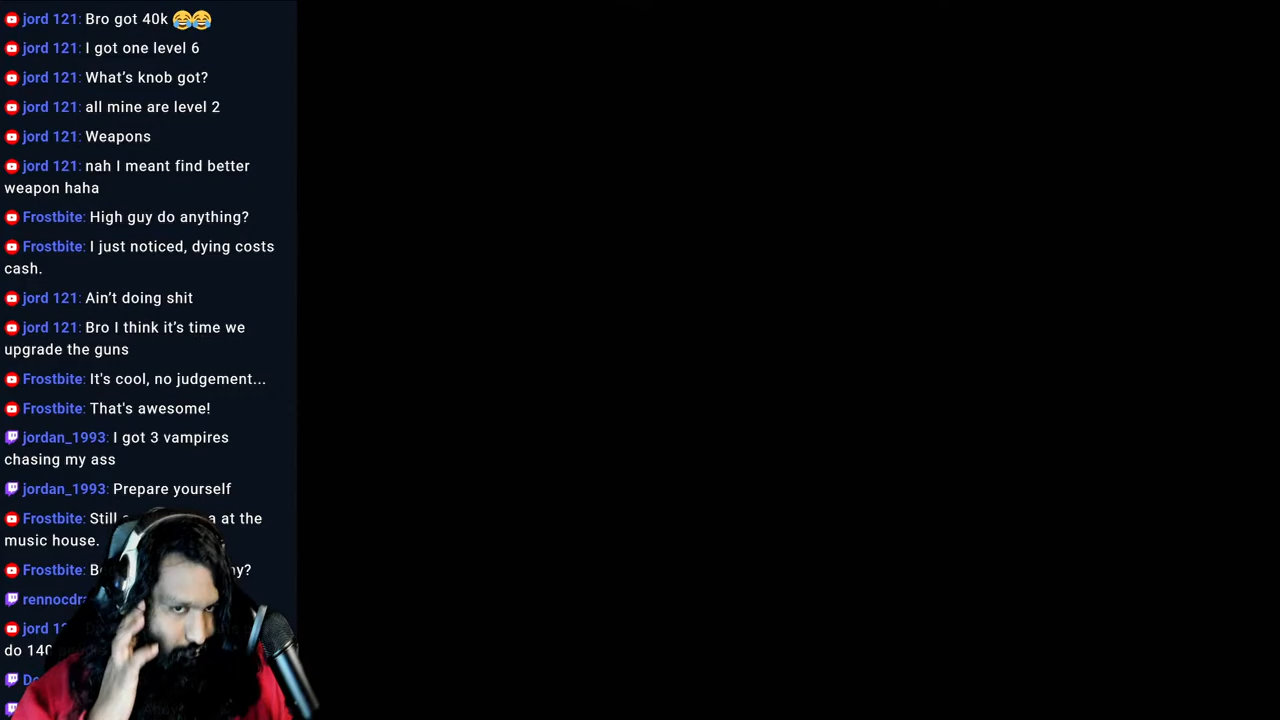 jord 121: Bro got 40k 😂😂
jord 121: I got one level 6
jord 121: What’s knob got?
jord 121: all mine are level 2
jord 121: Weapons
jord 121: nah I meant find better
weapon haha
Frostbite: High guy do anything?
Frostbite: I just noticed, dying costs
cash.
jord 121: Ain’t doing shit
jord 121: Bro I think it’s time we
upgrade the guns
Frostbite: It's cool, no judgement...
Frostbite: That's awesome!
jordan_1993: I got 3 vampires
chasing my ass
jordan_1993: Prepare yourself
Frostbite: Still at the
music house.
Frostbite:
jord
do 140